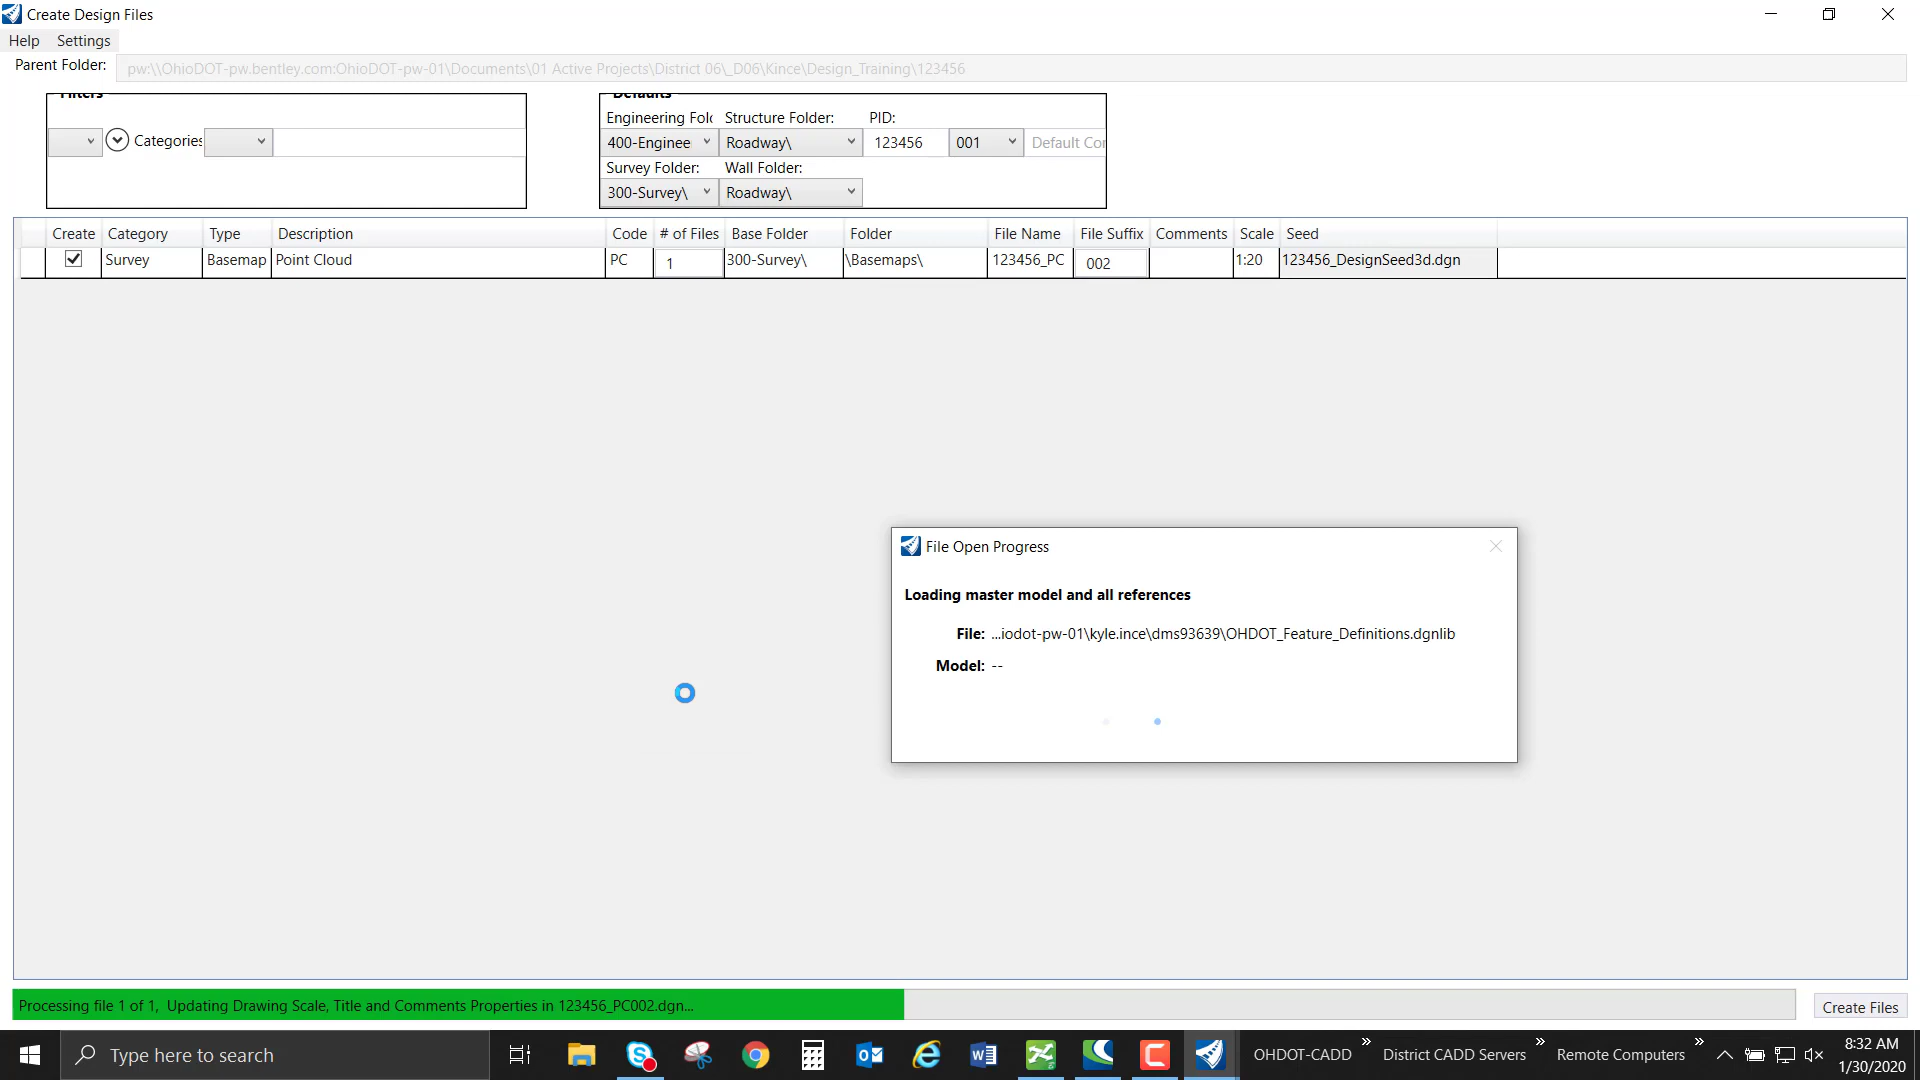 Create Design Files
Help Settings
Parent Folder: pw:\\OhioDOT-pw.bentley.com:OhioDOT-pw-01\Documents\01 Active Projects\District 06\_D06\Kince\Design_Training\123456
Filters
Defaults
Categories
Engineering Fold Structure Folder: PID:
400-Enginee Roadway\ 123456 001 Default Cor
Survey Folder: Wall Folder:
300-Survey\ Roadway\
Create Category Type Description Code # of Files Base Folder Folder File Name File Suffix Comments Scale Seed
Survey Basemap Point Cloud PC 1 300-Survey\ \Basemaps\ 123456_PC 002 1:20 123456_DesignSeed3d.dgn
File Open Progress
Loading master model and all references
File: ...iodot-pw-01\kyle.ince\dms93639\OHDOT_Feature_Definitions.dgnlib
Model: --
Processing file 1 of 1, Updating Drawing Scale, Title and Comments Properties in 123456_PC002.dgn...
Create Files
Type here to search
OHDOT-CADD » District CADD Servers » Remote Computers »
8:32 AM
1/30/2020